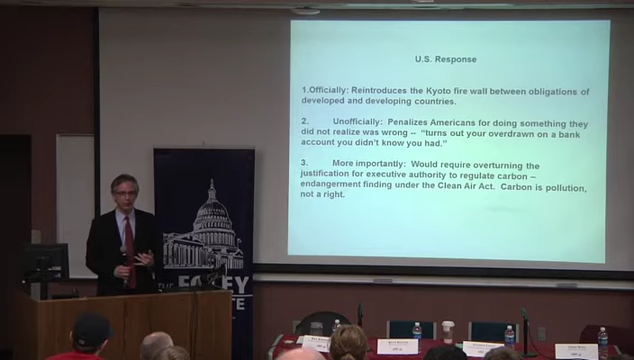 U.S. Response
1.Officially: Reintroduces the Kyoto fire wall between obligations of
developed and developing countries.
2. Unofficially: Penalizes Americans for doing something they
did not realize was wrong – "turns out your overdrawn on a bank
account you didn't know you had."
3. More importantly: Would require overturning the
justification for executive authority to regulate carbon –
endangerment finding under the Clean Air Act. Carbon is pollution,
not a right.